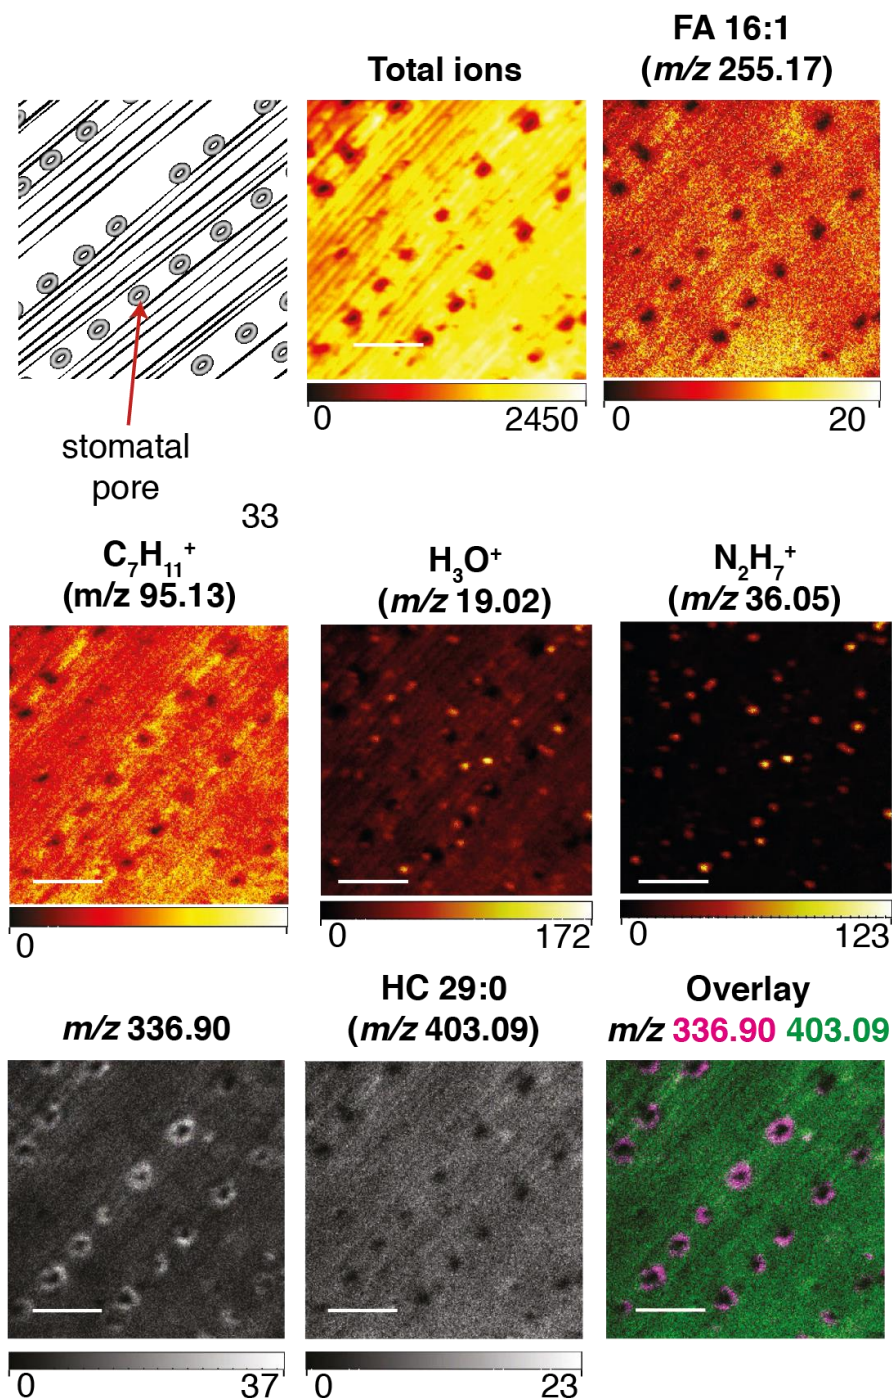 FA 16:1
Total ions (m/z 255.17)
0 2450 0 20
stomatal
pore
33
C₇H₁₁⁺ H₃O⁺ N₂H₇⁺
(m/z 95.13) (m/z 19.02) (m/z 36.05)
0 0 172 0 123
HC 29:0 Overlay
m/z 336.90 (m/z 403.09) m/z 336.90 403.09
0 37 0 23